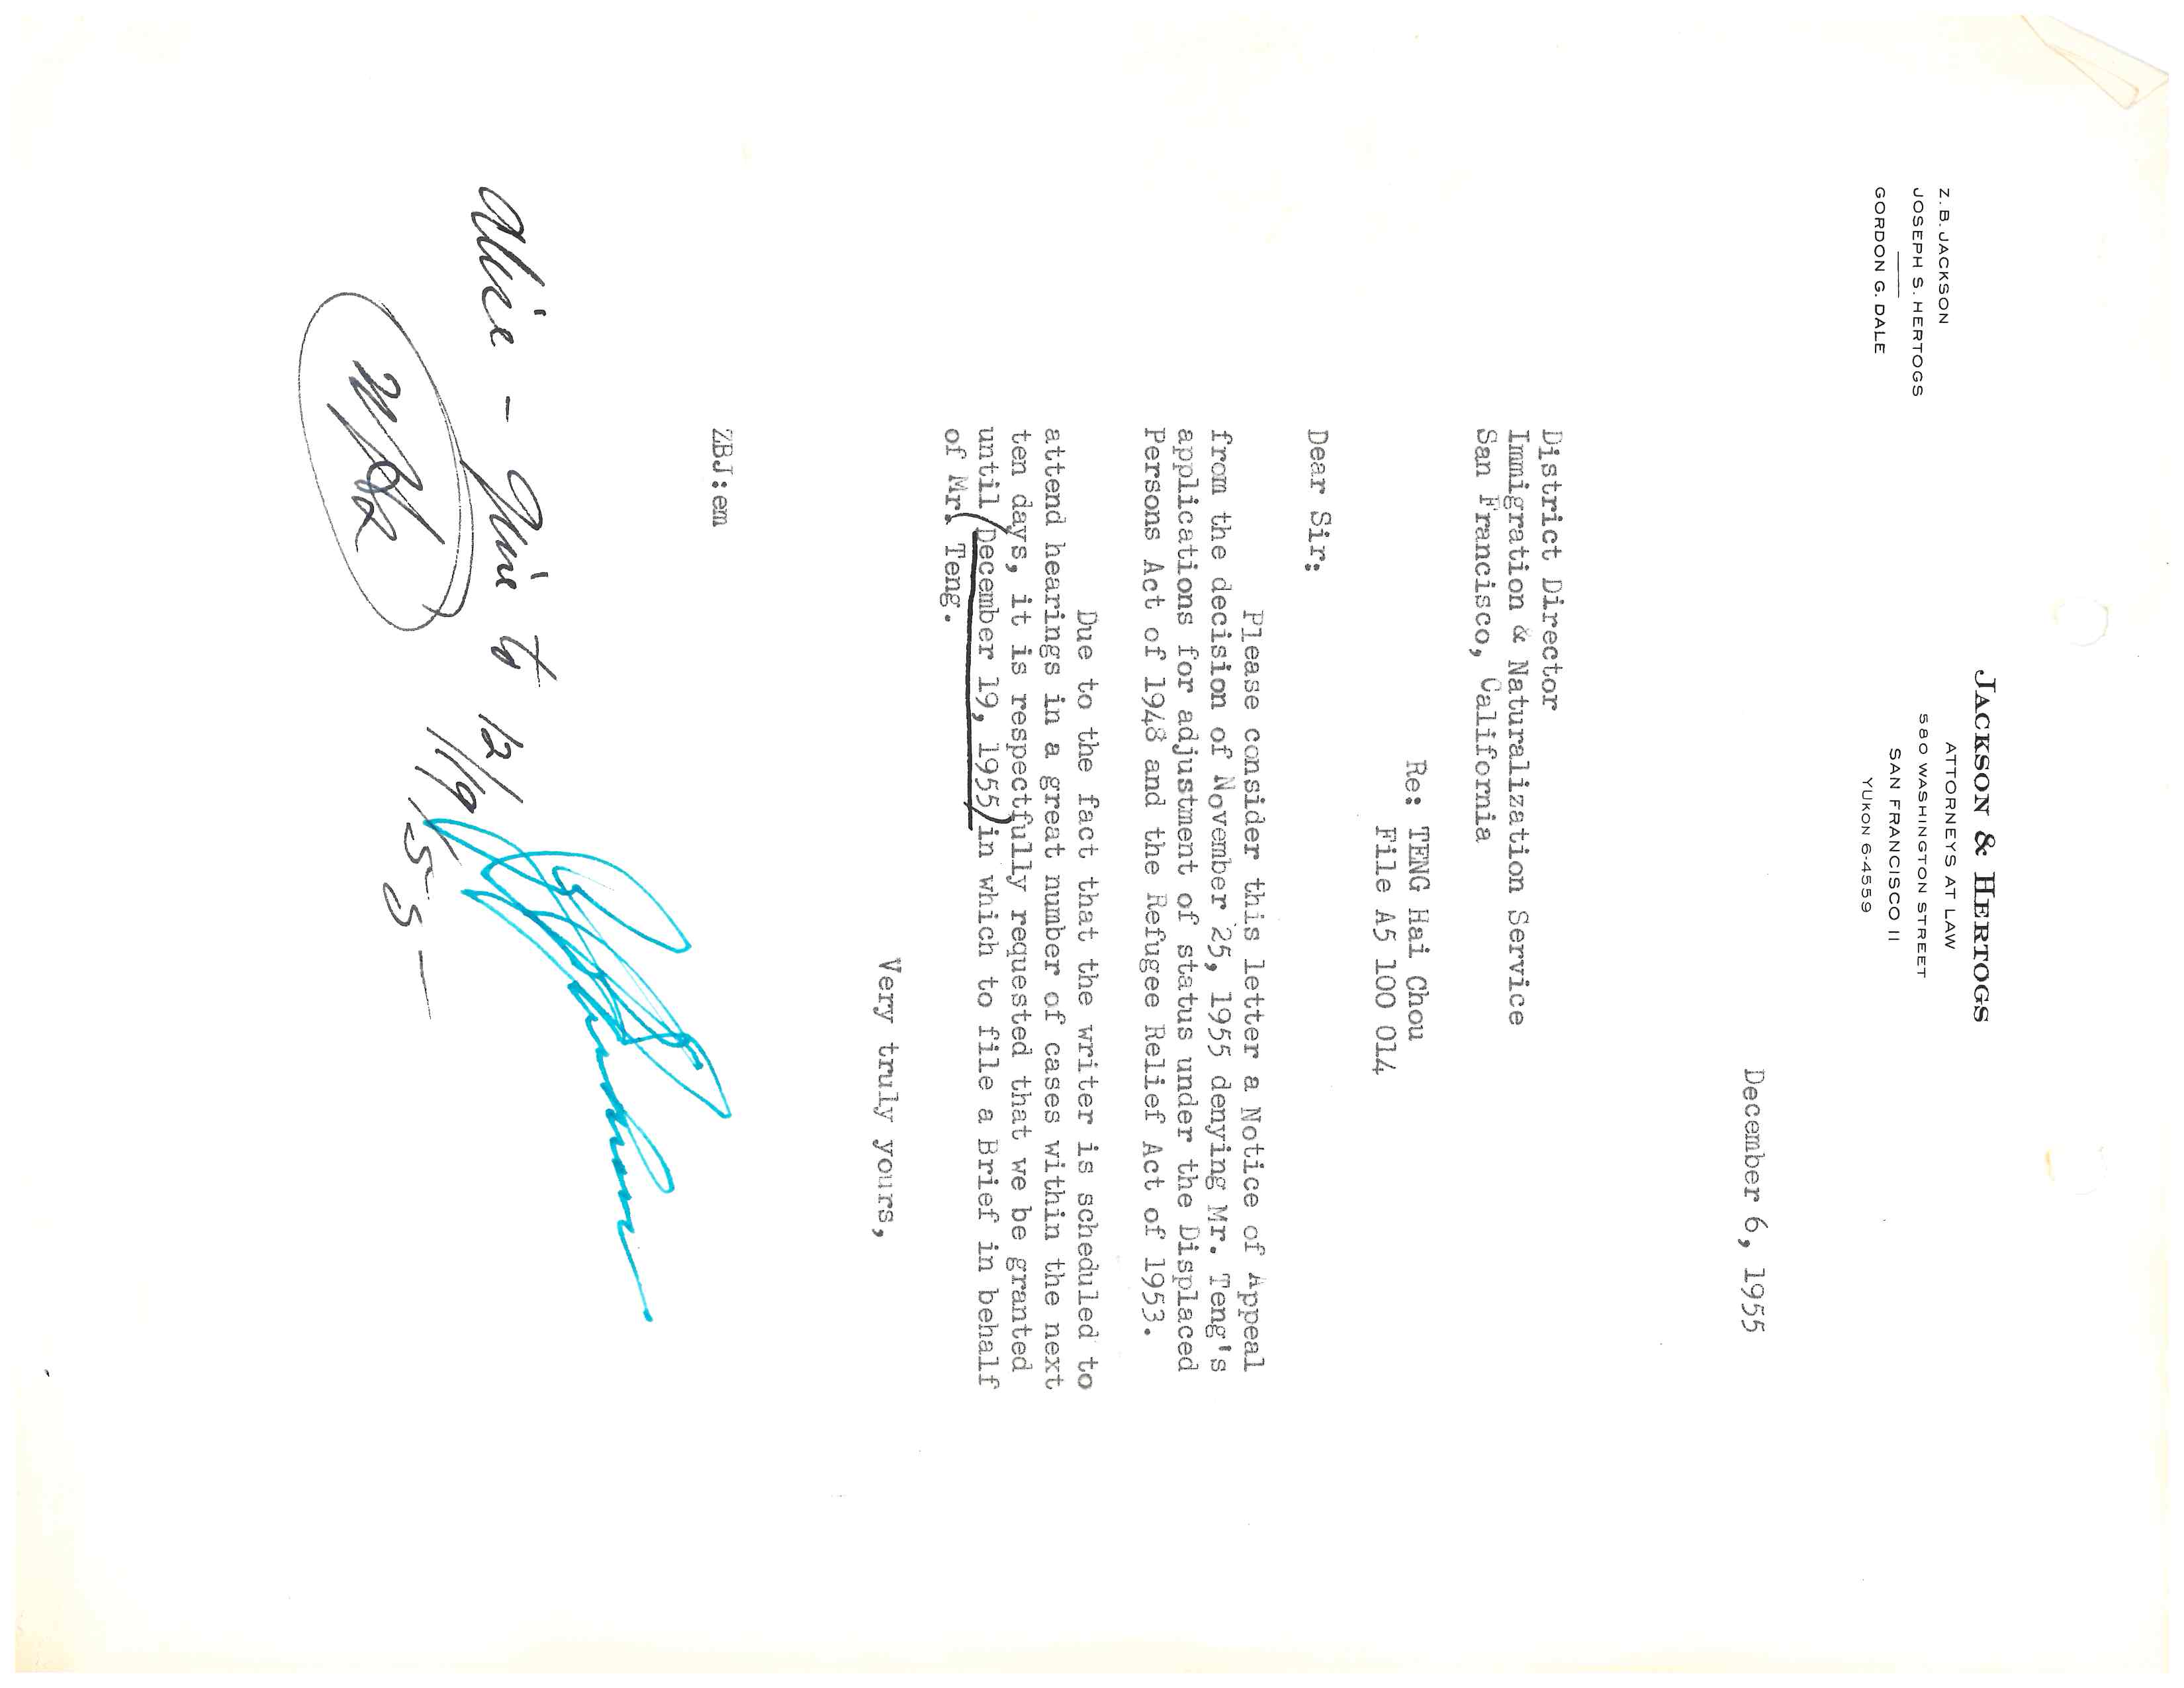 JACKSON & HERTOGS
ATTORNEYS AT LAW
580 WASHINGTON STREET
SAN FRANCISCO 11
YUKON 6-4559
Z. B. JACKSON
JOSEPH S. HERTOGS
GORDON G. DALE
December 6, 1955
District Director
Immigration & Naturalization Service
San Francisco, California
Re: TENG Hai Chou
File A5 100 014
Dear Sir:
Please consider this letter a Notice of Appeal
from the decision of November 25, 1955 denying Mr. Teng's
applications for adjustment of status under the Displaced
Persons Act of 1948 and the Refugee Relief Act of 1953.
Due to the fact that the writer is scheduled to
attend hearings in a great number of cases within the next
ten days, it is respectfully requested that we be granted
until (December 19, 1955) in which to file a Brief in behalf
of Mr. Teng.
Very truly yours,
ZBJ:em
alice - give to 12/19/55-